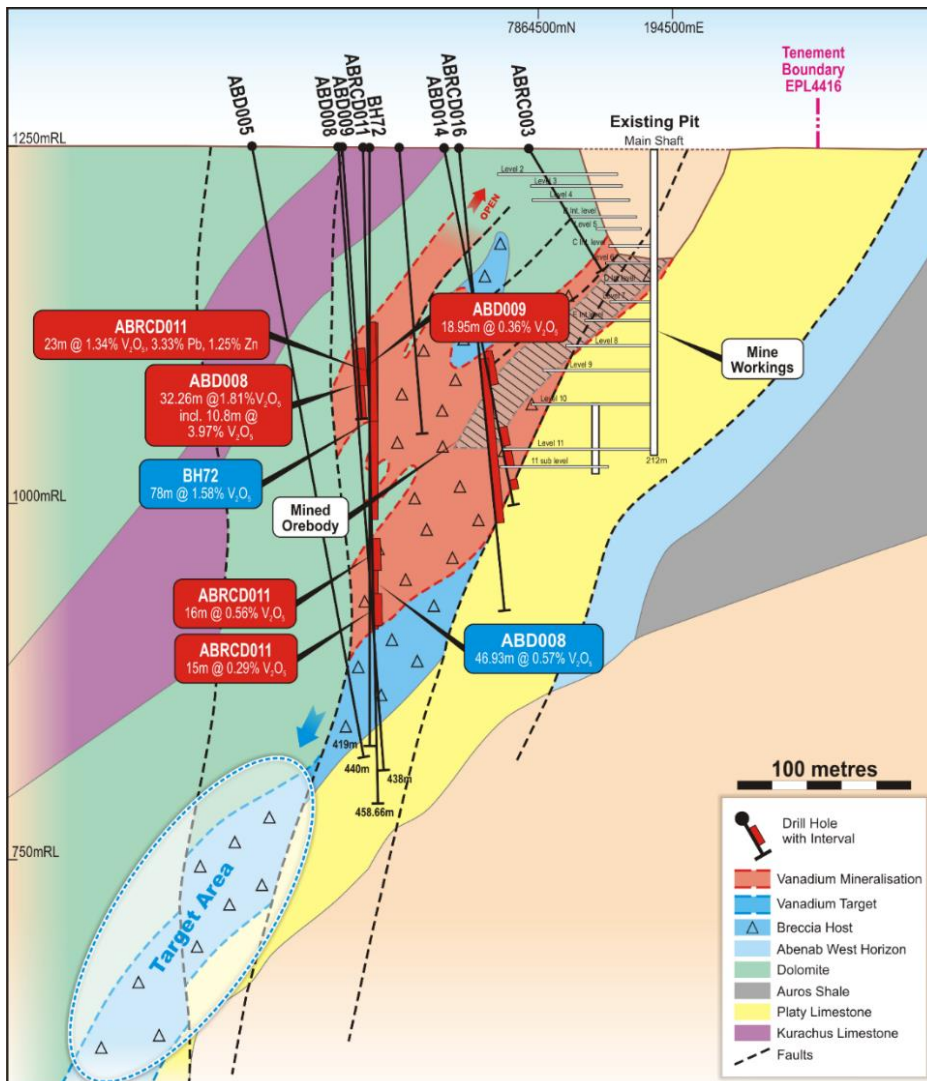 7864500mN
194500mE
Tenement
Boundary
EPL4416
ABD005
ABD008
ABD009
ABRCD011
BH72
ABD014
ABRCD016
ABRC003
Existing Pit
Main Shaft
1250mRL
Level 2
Level 3
Level 4
Level 5
C Int. level
OPEN
ABRCD011
23m @ 1.34% V₂O₅, 3.33% Pb, 1.25% Zn
ABD009
18.95m @ 0.36% V₂O₅
ABD008
32.26m @1.81%V₂O₅
incl. 10.8m @
3.97% V₂O₅
Level 8
Level 9
Level 10
Level 11
11 sub level
212m
Mine
Workings
BH72
78m @ 1.58% V₂O₅
1000mRL
Mined
Orebody
ABRCD011
16m @ 0.56% V₂O₅
ABRCD011
15m @ 0.29% V₂O₅
ABD008
46.93m @ 0.57% V₂O₅
419m
440m
438m
458.66m
750mRL
Target Area
100 metres
Drill Hole
with Interval
Vanadium Mineralisation
Vanadium Target
Breccia Host
Abenab West Horizon
Dolomite
Auros Shale
Platy Limestone
Kurachus Limestone
Faults